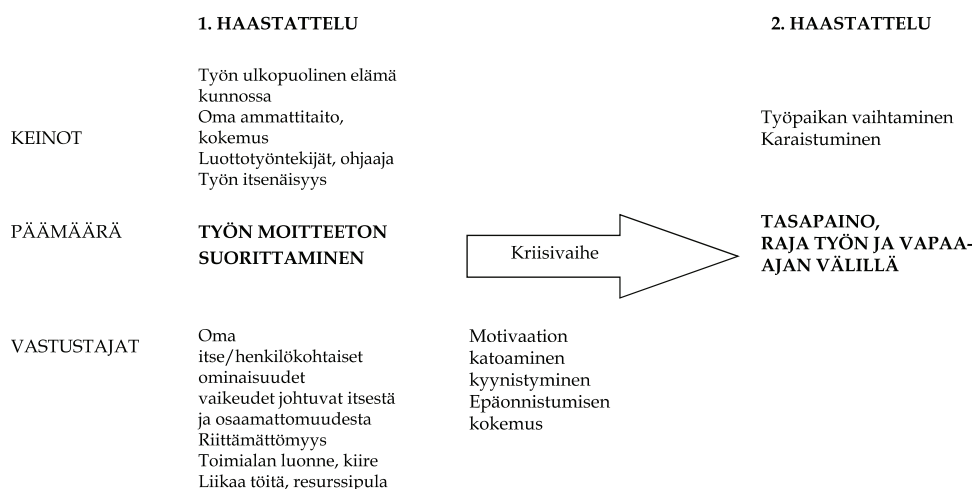 1. HAASTATTELU
2. HAASTATTELU
KEINOT
Työn ulkopuolinen elämä
kunnossa
Oma ammattitaito,
kokemus
Luottotyöntekijät, ohjaaja
Työn itsenäisyys
Työpaikan vaihtaminen
Karaistuminen
PÄÄMÄÄRÄ
TYÖN MOITTEETON
SUORITTAMINEN
Kriisivaihe
TASAPAINO,
RAJA TYÖN JA VAPAA-
AJAN VÄLILLÄ
VASTUSTAJAT
Oma
itse/henkilökohtaiset
ominaisuudet
vaikeudet johtuvat itsestä
ja osaamattomuudesta
Riittämättömyys
Toimialan luonne, kiire
Liikaa töitä, resurssipula
Motivaation
katoaminen
kyynistyminen
Epäonnistumisen
kokemus